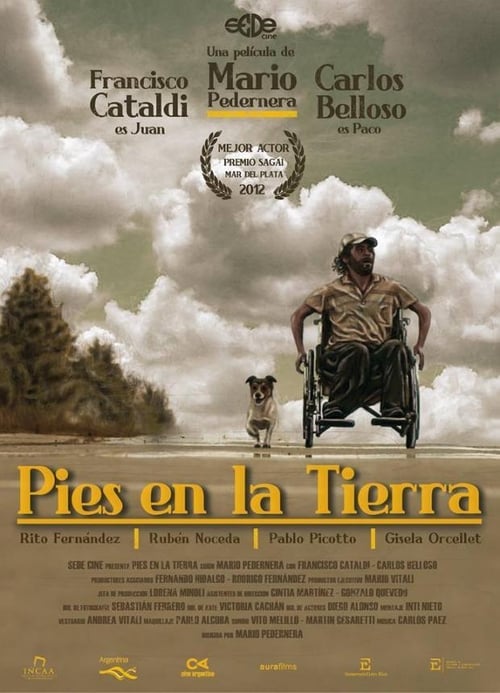 SEDE
cine
Una película de
Mario
Pedernera
Francisco
Cataldi
es Juan
Carlos
Belloso
es Paco
MEJOR ACTOR
PREMIO SAGAI
MAR DEL PLATA
2012
Pies en la Tierra
Rito Fernández | Rubén Noceda | Pablo Picotto | Gisela Orcellet
SEDE CINE PRESENTA PIES EN LA TIERRA GUIÓN MARIO PEDERNERA CON FRANCISCO CATALDI - CARLOS BELLOSO
PRODUCTORES ASOCIADOS FERNANDO HIDALGO - RODRIGO FERNÁNDEZ PRODUCTOR EJECUTIVO MARIO VITALI
JEFA DE PRODUCCIÓN LORENA MINOLI ASISTENTES DE DIRECCIÓN CINTIA MARTÍNEZ - GONZALO QUEVEDO
DIR. DE FOTOGRAFÍA SEBASTIÁN FERRERO DIR. DE ARTE VICTORIA CACHÁN DIR. DE ACTORES DIEGO ALONSO MONTAJE INTI NIETO
VESTUARIO ANDREA VITALI MAQUILLAJE PABLO ALCOBA SONIDO VITO MELILLO - MARTÍN CESARETTI MÚSICA CARLOS PAEZ
DIRIGIDA POR MARIO PEDERNERA
INCAA
Argentina
CA
cine argentino
aurafilms